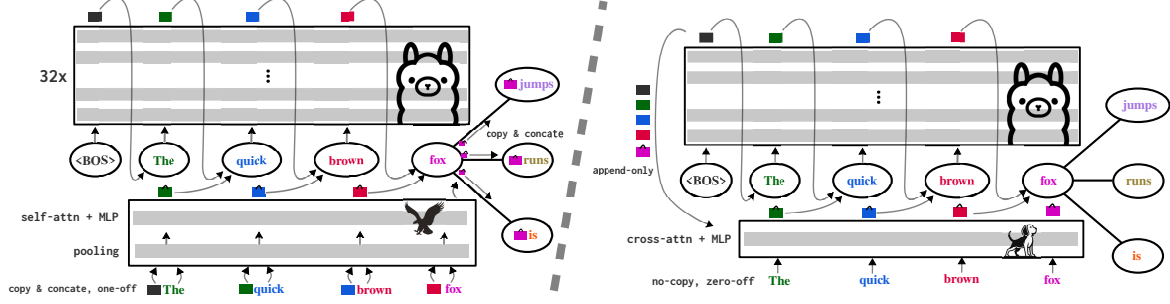 32x
jumps
copy & concate
<BOS>
The
quick
brown
fox
runs
self-attn + MLP
is
pooling
copy & concate, one-off
The
quick
brown
fox
append-only
<BOS>
The
quick
brown
fox
jumps
runs
is
cross-attn + MLP
no-copy, zero-off
The
quick
brown
fox